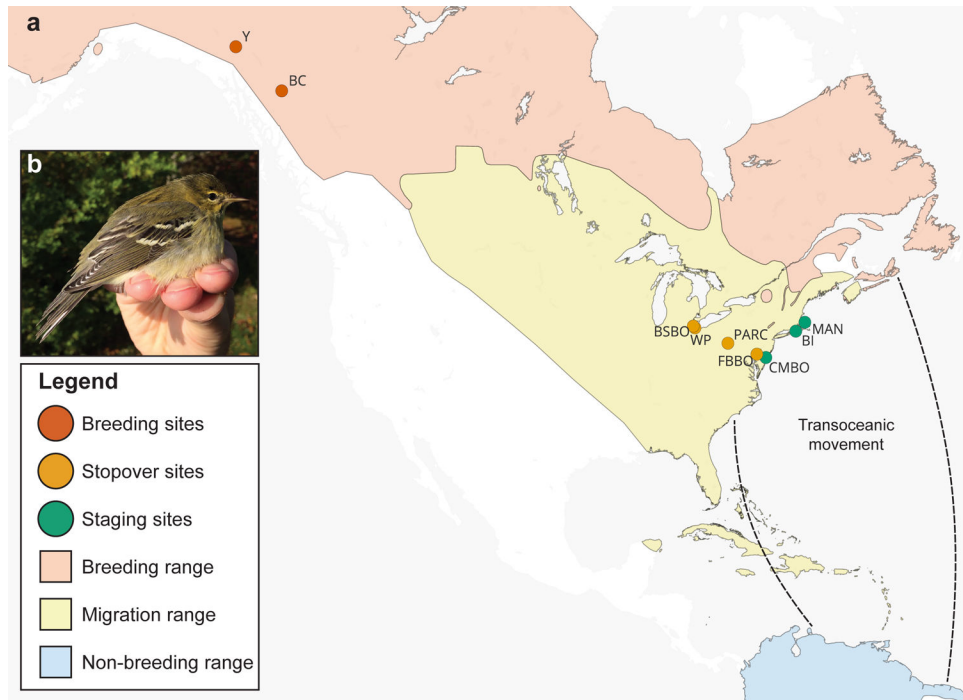 a
Y
BC
b
BSBO
WP
PARC
FBBO
CMBO
MAN
BI
Transoceanic
movement
Legend
Breeding sites
Stopover sites
Staging sites
Breeding range
Migration range
Non-breeding range